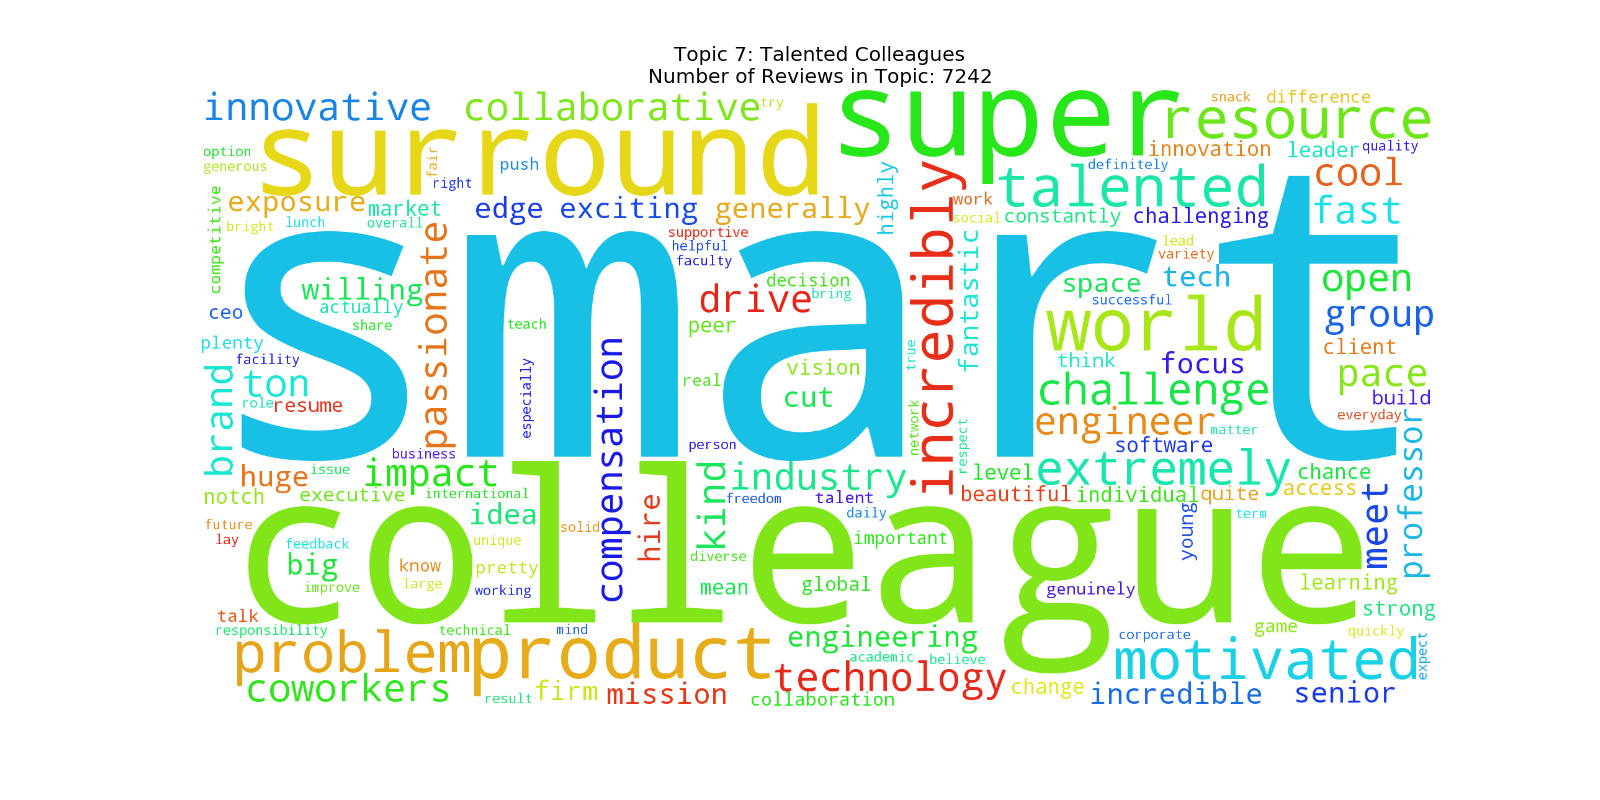 Topic 7: Talented Colleagues
Number of Reviews in Topic: 7242
super
snack
difference
innovative
collaborative
try
surround
resource
option
generous
fair
push
right
innovation
leader
quality
definitely
highly
incredibly
talented
cool
competitive
exposure
market
bright
lunch
overall
edge
exciting
generally
work
social
constantly
challenging
fast
smart
passionate
supportive
helpful
faculty
fantastic
lead
variety
willing
actually
share
decision
bring
drive
peer
space
tech
successful
open
ceo
plenty
facility
teach
compensation
true
world
group
think
focus
client
brand
ton
role
resume
especially
real
vision
cut
challenge
pace
build
everyday
business
person
network
respect
engineer
matter
software
professor
huge
issue
impact
kind
industry
level
extremely
chance
notch
executive
international
hire
freedom
talent
beautiful
individual
quite
access
meet
future
lay
idea
solid
daily
young
term
colleague
feedback
unique
important
big
know
pretty
diverse
improve
large
working
mean
global
genuinely
learning
strong
talk
responsibility
technical
mind
engineering
corporate
game
quickly
expect
problem
product
academic
believe
motivated
coworkers
technology
result
firm
mission
collaboration
change
incredible
senior